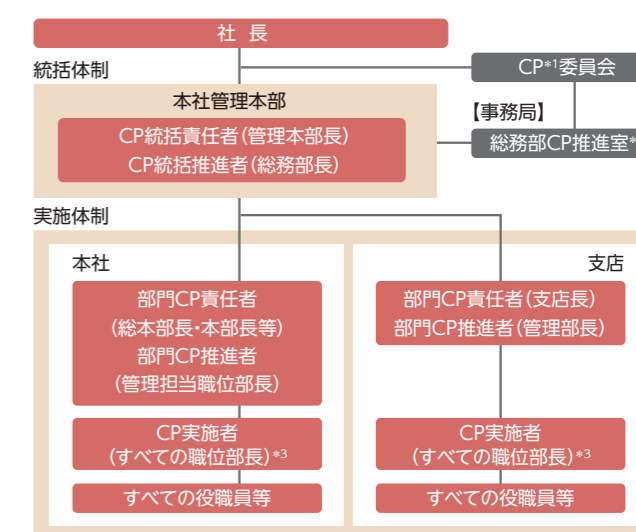 社 長
統括体制
CP*1委員会
本社管理本部
【事務局】
CP統括責任者（管理本部長）
CP統括推進者（総務部長）
総務部CP推進室*
実施体制
本社
部門CP責任者
（総本部長・本部長等）
部門CP推進者
（管理担当職位部長）
CP実施者
（すべての職位部長）*3
すべての役職員等
支店
部門CP責任者（支店長）
部門CP推進者（管理部長）
CP実施者
（すべての職位部長）*3
すべての役職員等